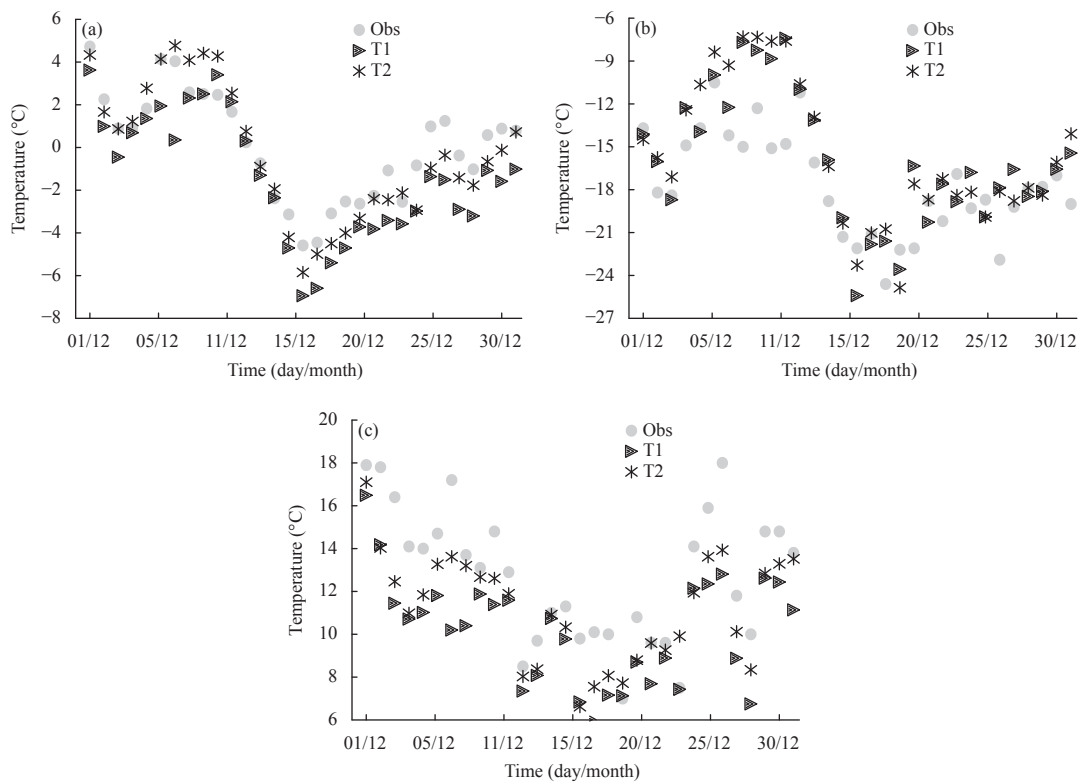 (a)
Obs
T1
T2
6
4
2
0
−2
−4
−6
−8
Temperature (°C)
01/12 05/12 11/12 15/12 20/12 25/12 30/12
Time (day/month)
(b)
Obs
T1
T2
−6
−9
−12
−15
−18
−21
−24
−27
Temperature (°C)
01/12 05/12 11/12 15/12 20/12 25/12 30/12
Time (day/month)
(c)
Obs
T1
T2
20
18
16
14
12
10
8
6
Temperature (°C)
01/12 05/12 11/12 15/12 20/12 25/12 30/12
Time (day/month)